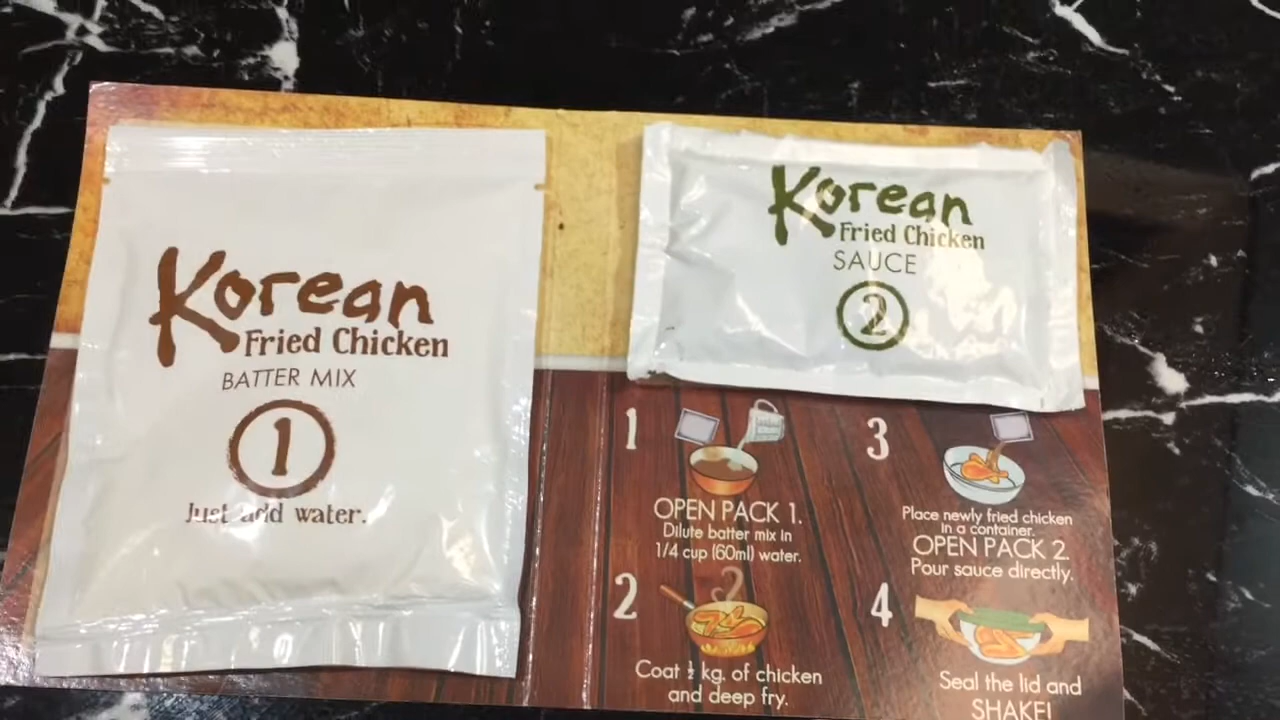 Korean
Fried Chicken
BATTER MIX
1
Just add water.
Korean
Fried Chicken
SAUCE
2
1
OPEN PACK 1.
Dilute batter mix in
1/4 cup (60ml) water.
2
Coat ½ kg. of chicken
and deep fry.
3
Place newly fried chicken
in a container.
OPEN PACK 2.
Pour sauce directly.
4
Seal the lid and
SHAKE!